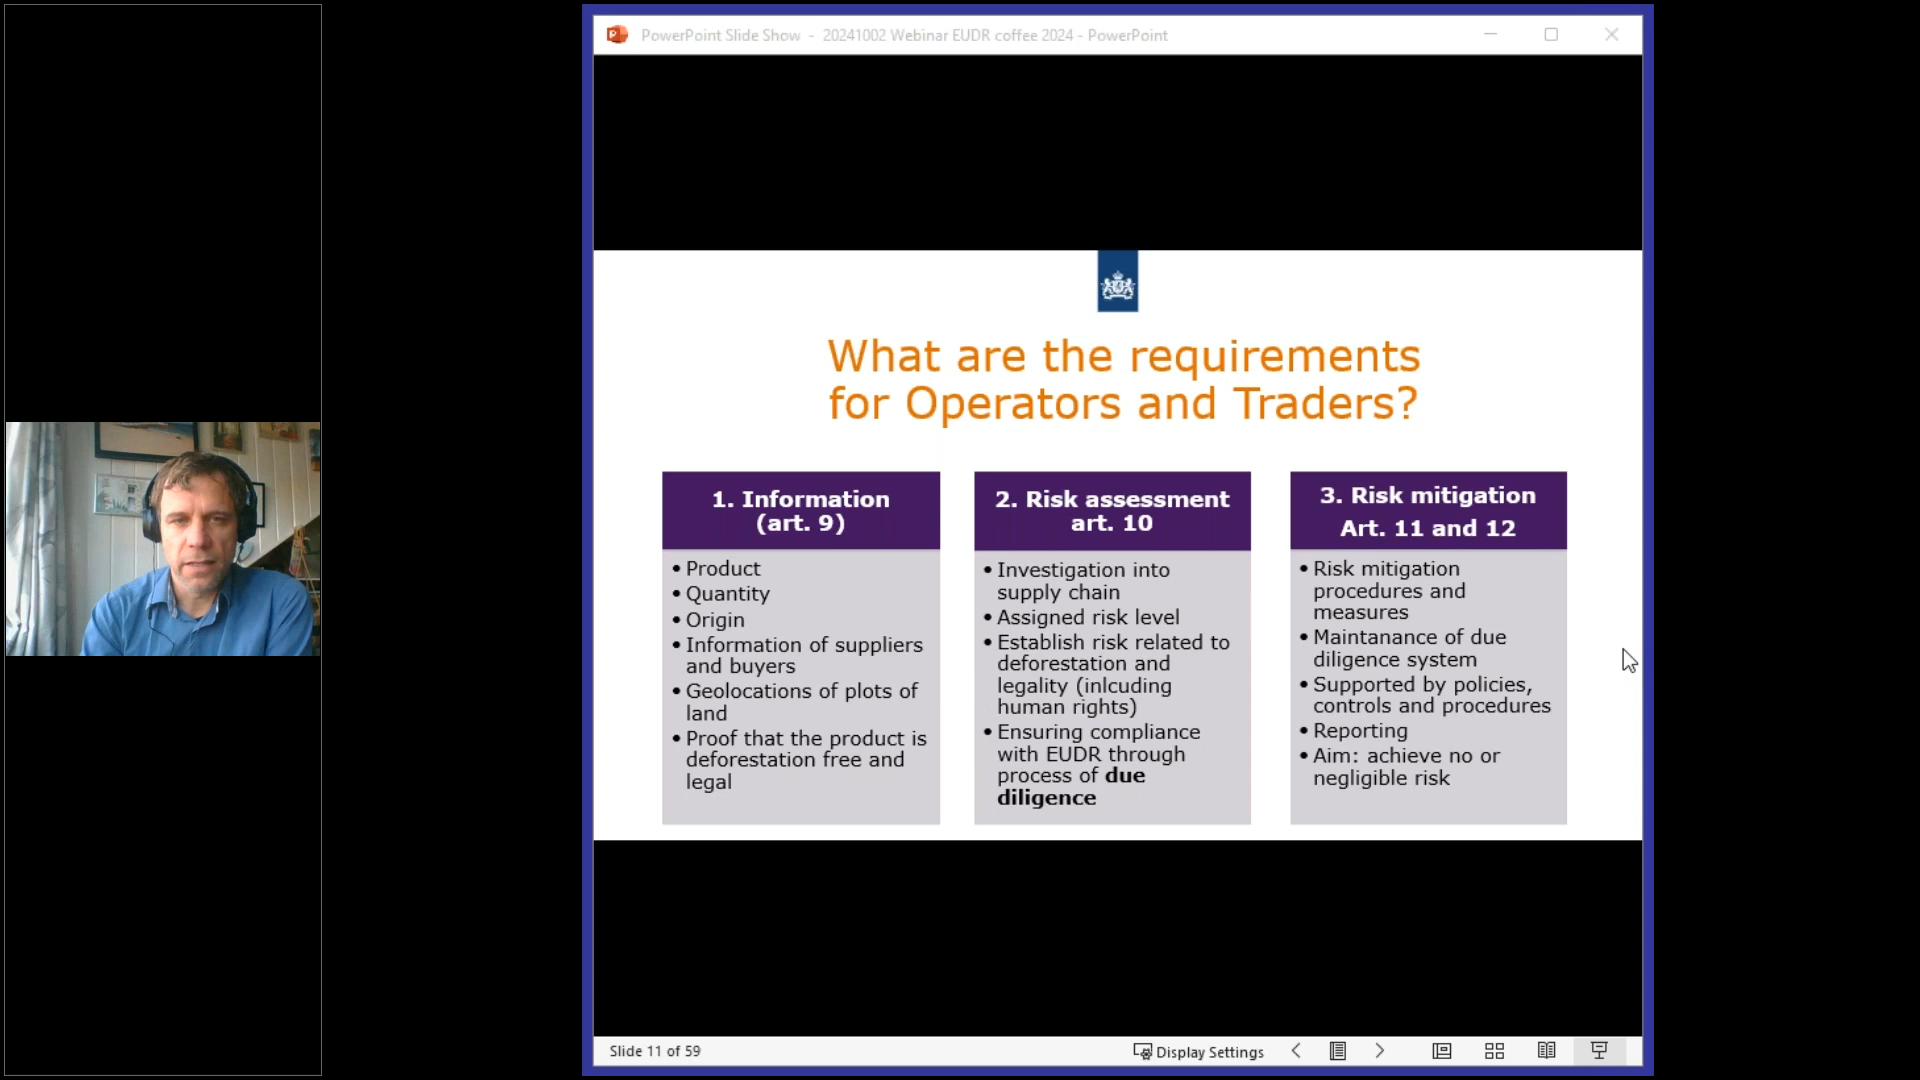 PowerPoint Slide Show - 20241002 Webinar EUDR coffee 2024 - PowerPoint
What are the requirements
for Operators and Traders?
1. Information
(art. 9)
• Product
• Quantity
• Origin
• Information of suppliers
and buyers
• Geolocations of plots of
land
• Proof that the product is
deforestation free and
legal
2. Risk assessment
art. 10
• Investigation into
supply chain
• Assigned risk level
• Establish risk related to
deforestation and
legality (inlcuding
human rights)
• Ensuring compliance
with EUDR through
process of due
diligence
3. Risk mitigation
Art. 11 and 12
• Risk mitigation
procedures and
measures
• Maintanance of due
diligence system
• Supported by policies,
controls and procedures
• Reporting
• Aim: achieve no or
negligible risk
Slide 11 of 59
Display Settings